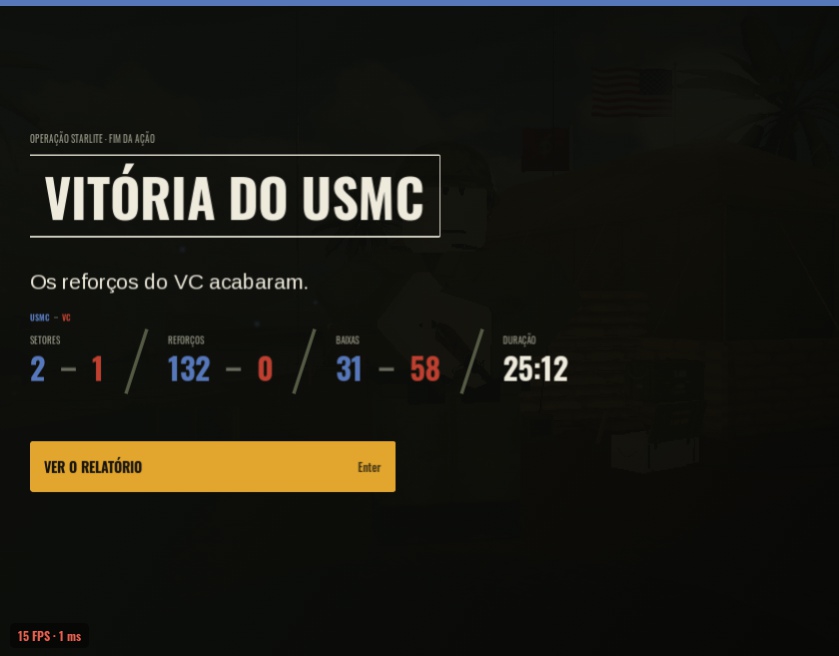 OPERAÇÃO STARLITE · FIM DA AÇÃO
VITÓRIA DO USMC
Os reforços do VC acabaram.
USMC – VC
SETORES
2 – 1
REFORÇOS
132 – 0
BAIXAS
31 – 58
DURAÇÃO
25:12
VER O RELATÓRIO Enter
15 FPS · 1 ms